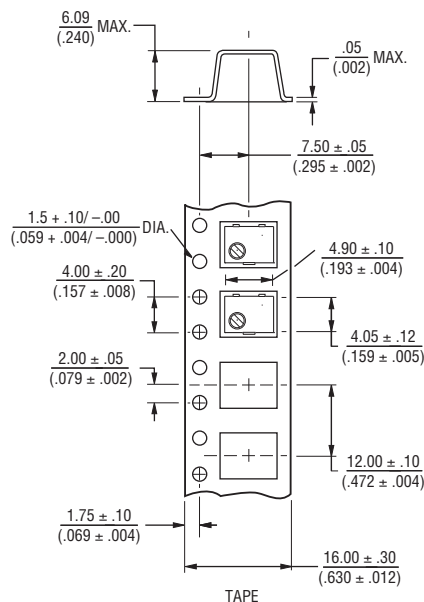 6.09
(.240) MAX.
.05
(.002) MAX.
7.50 ± .05
(.295 ± .002)
1.5 + .10/ –.00
(.059 + .004/ –.000) DIA.
4.90 ± .10
(.193 ± .004)
4.00 ± .20
(.157 ± .008)
4.05 ± .12
(.159 ± .005)
2.00 ± .05
(.079 ± .002)
12.00 ± .10
(.472 ± .004)
1.75 ± .10
(.069 ± .004)
16.00 ± .30
(.630 ± .012)
TAPE